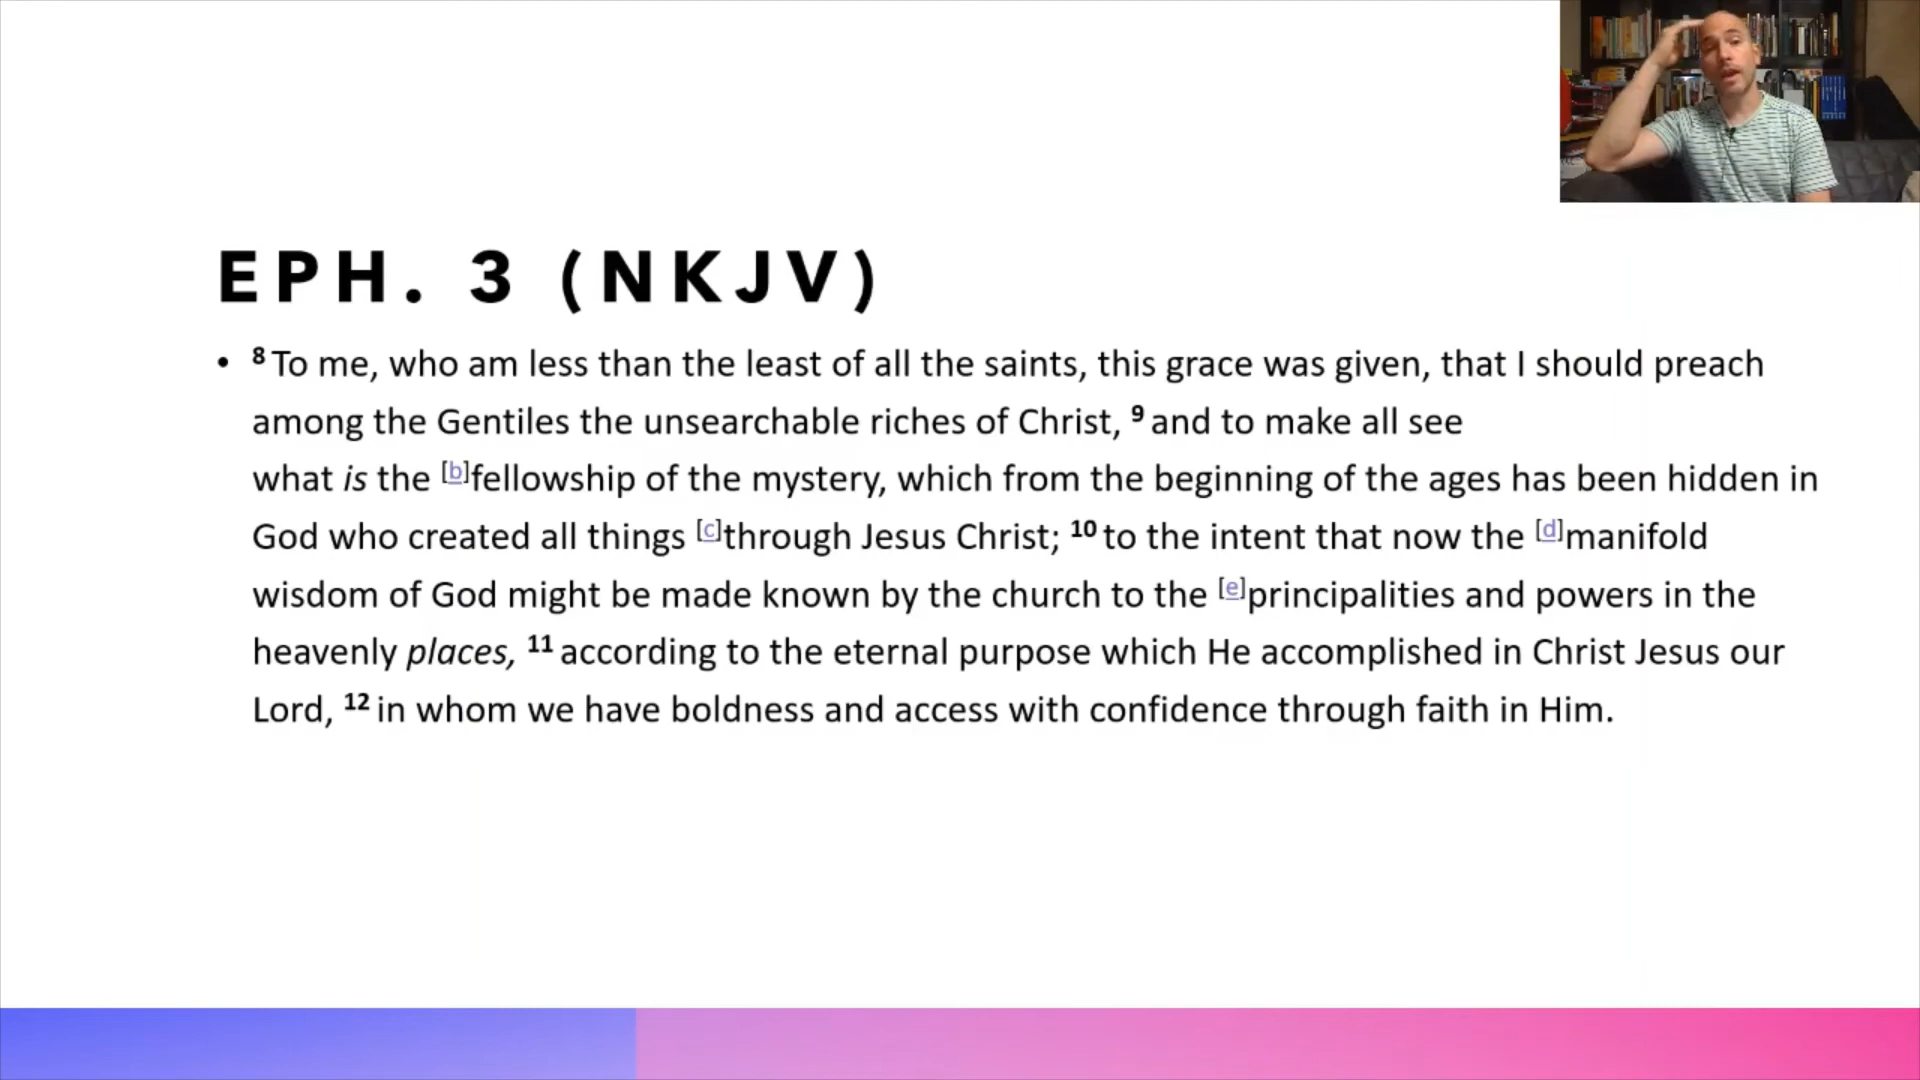 EPH. 3 (NKJV)
• 8 To me, who am less than the least of all the saints, this grace was given, that I should preach
among the Gentiles the unsearchable riches of Christ, 9 and to make all see
what is the [b]fellowship of the mystery, which from the beginning of the ages has been hidden in
God who created all things [c]through Jesus Christ; 10 to the intent that now the [d]manifold
wisdom of God might be made known by the church to the [e]principalities and powers in the
heavenly places, 11 according to the eternal purpose which He accomplished in Christ Jesus our
Lord, 12 in whom we have boldness and access with confidence through faith in Him.